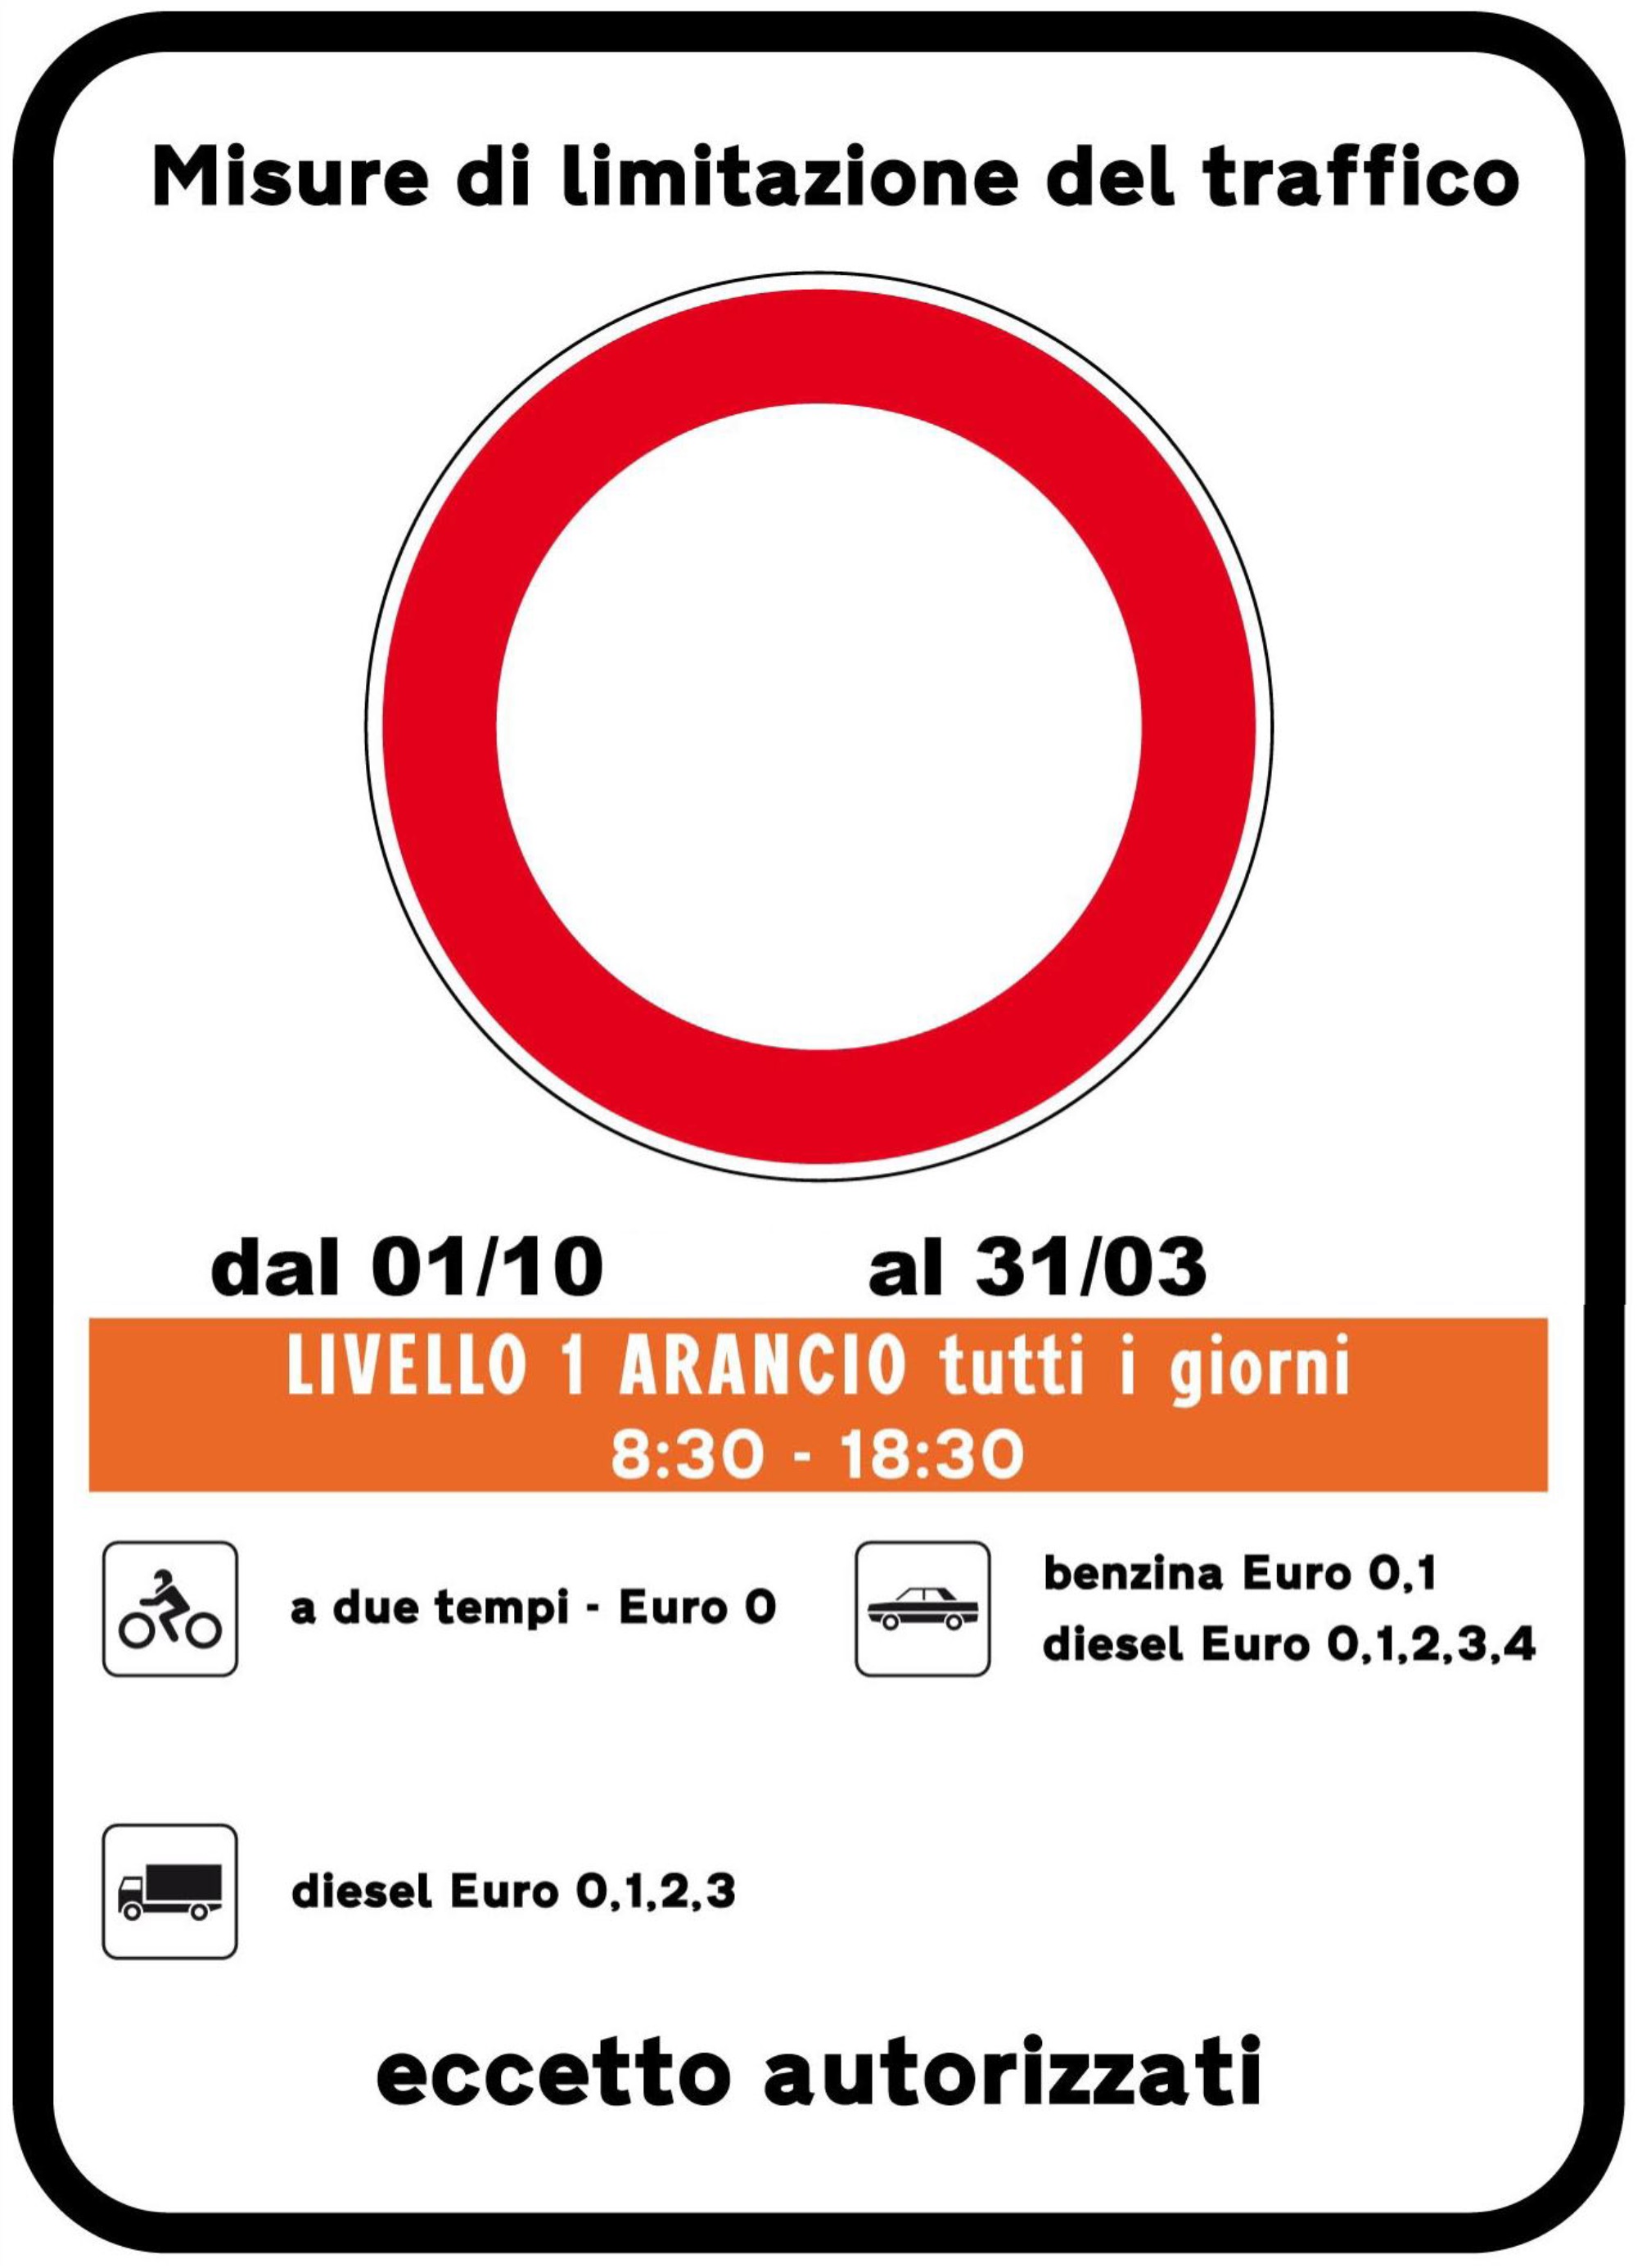 Misure di limitazione del traffico
dal 01/10 al 31/03
LIVELLO 1 ARANCIO tutti i giorni
8:30 - 18:30
a due tempi - Euro 0
benzina Euro 0,1
diesel Euro 0,1,2,3,4
diesel Euro 0,1,2,3
eccetto autorizzati